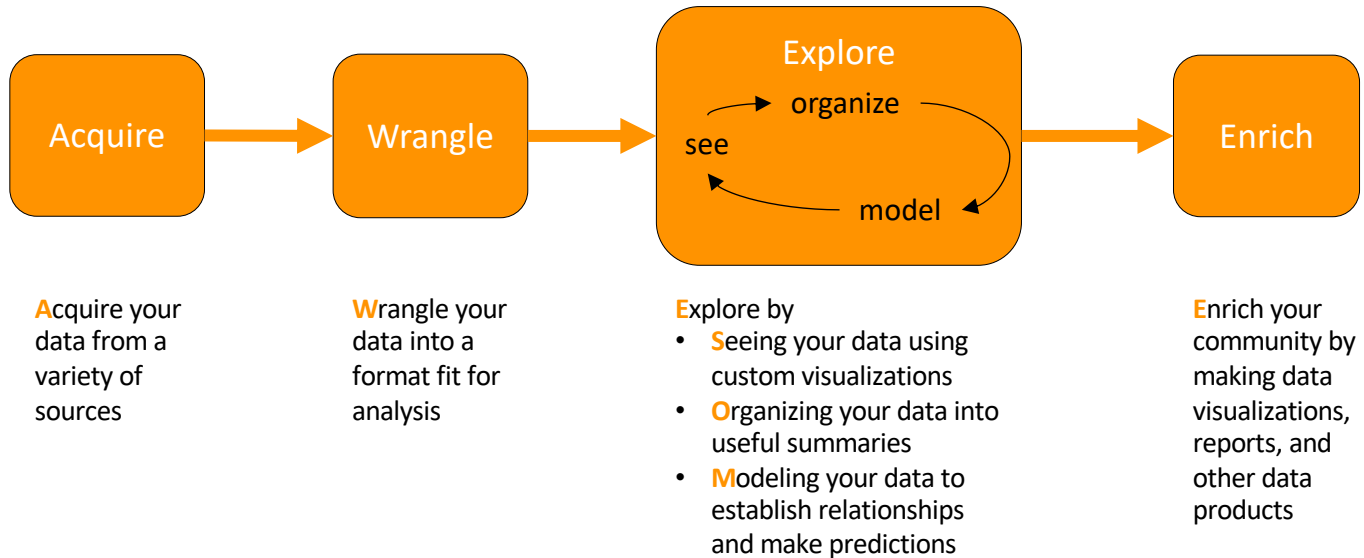 Acquire
Wrangle
Explore
organize
see
model
Enrich
Acquire your
data from a
variety of
sources
Wrangle your
data into a
format fit for
analysis
Explore by
• Seeing your data using
custom visualizations
• Organizing your data into
useful summaries
• Modeling your data to
establish relationships
and make predictions
Enrich your
community by
making data
visualizations,
reports, and
other data
products